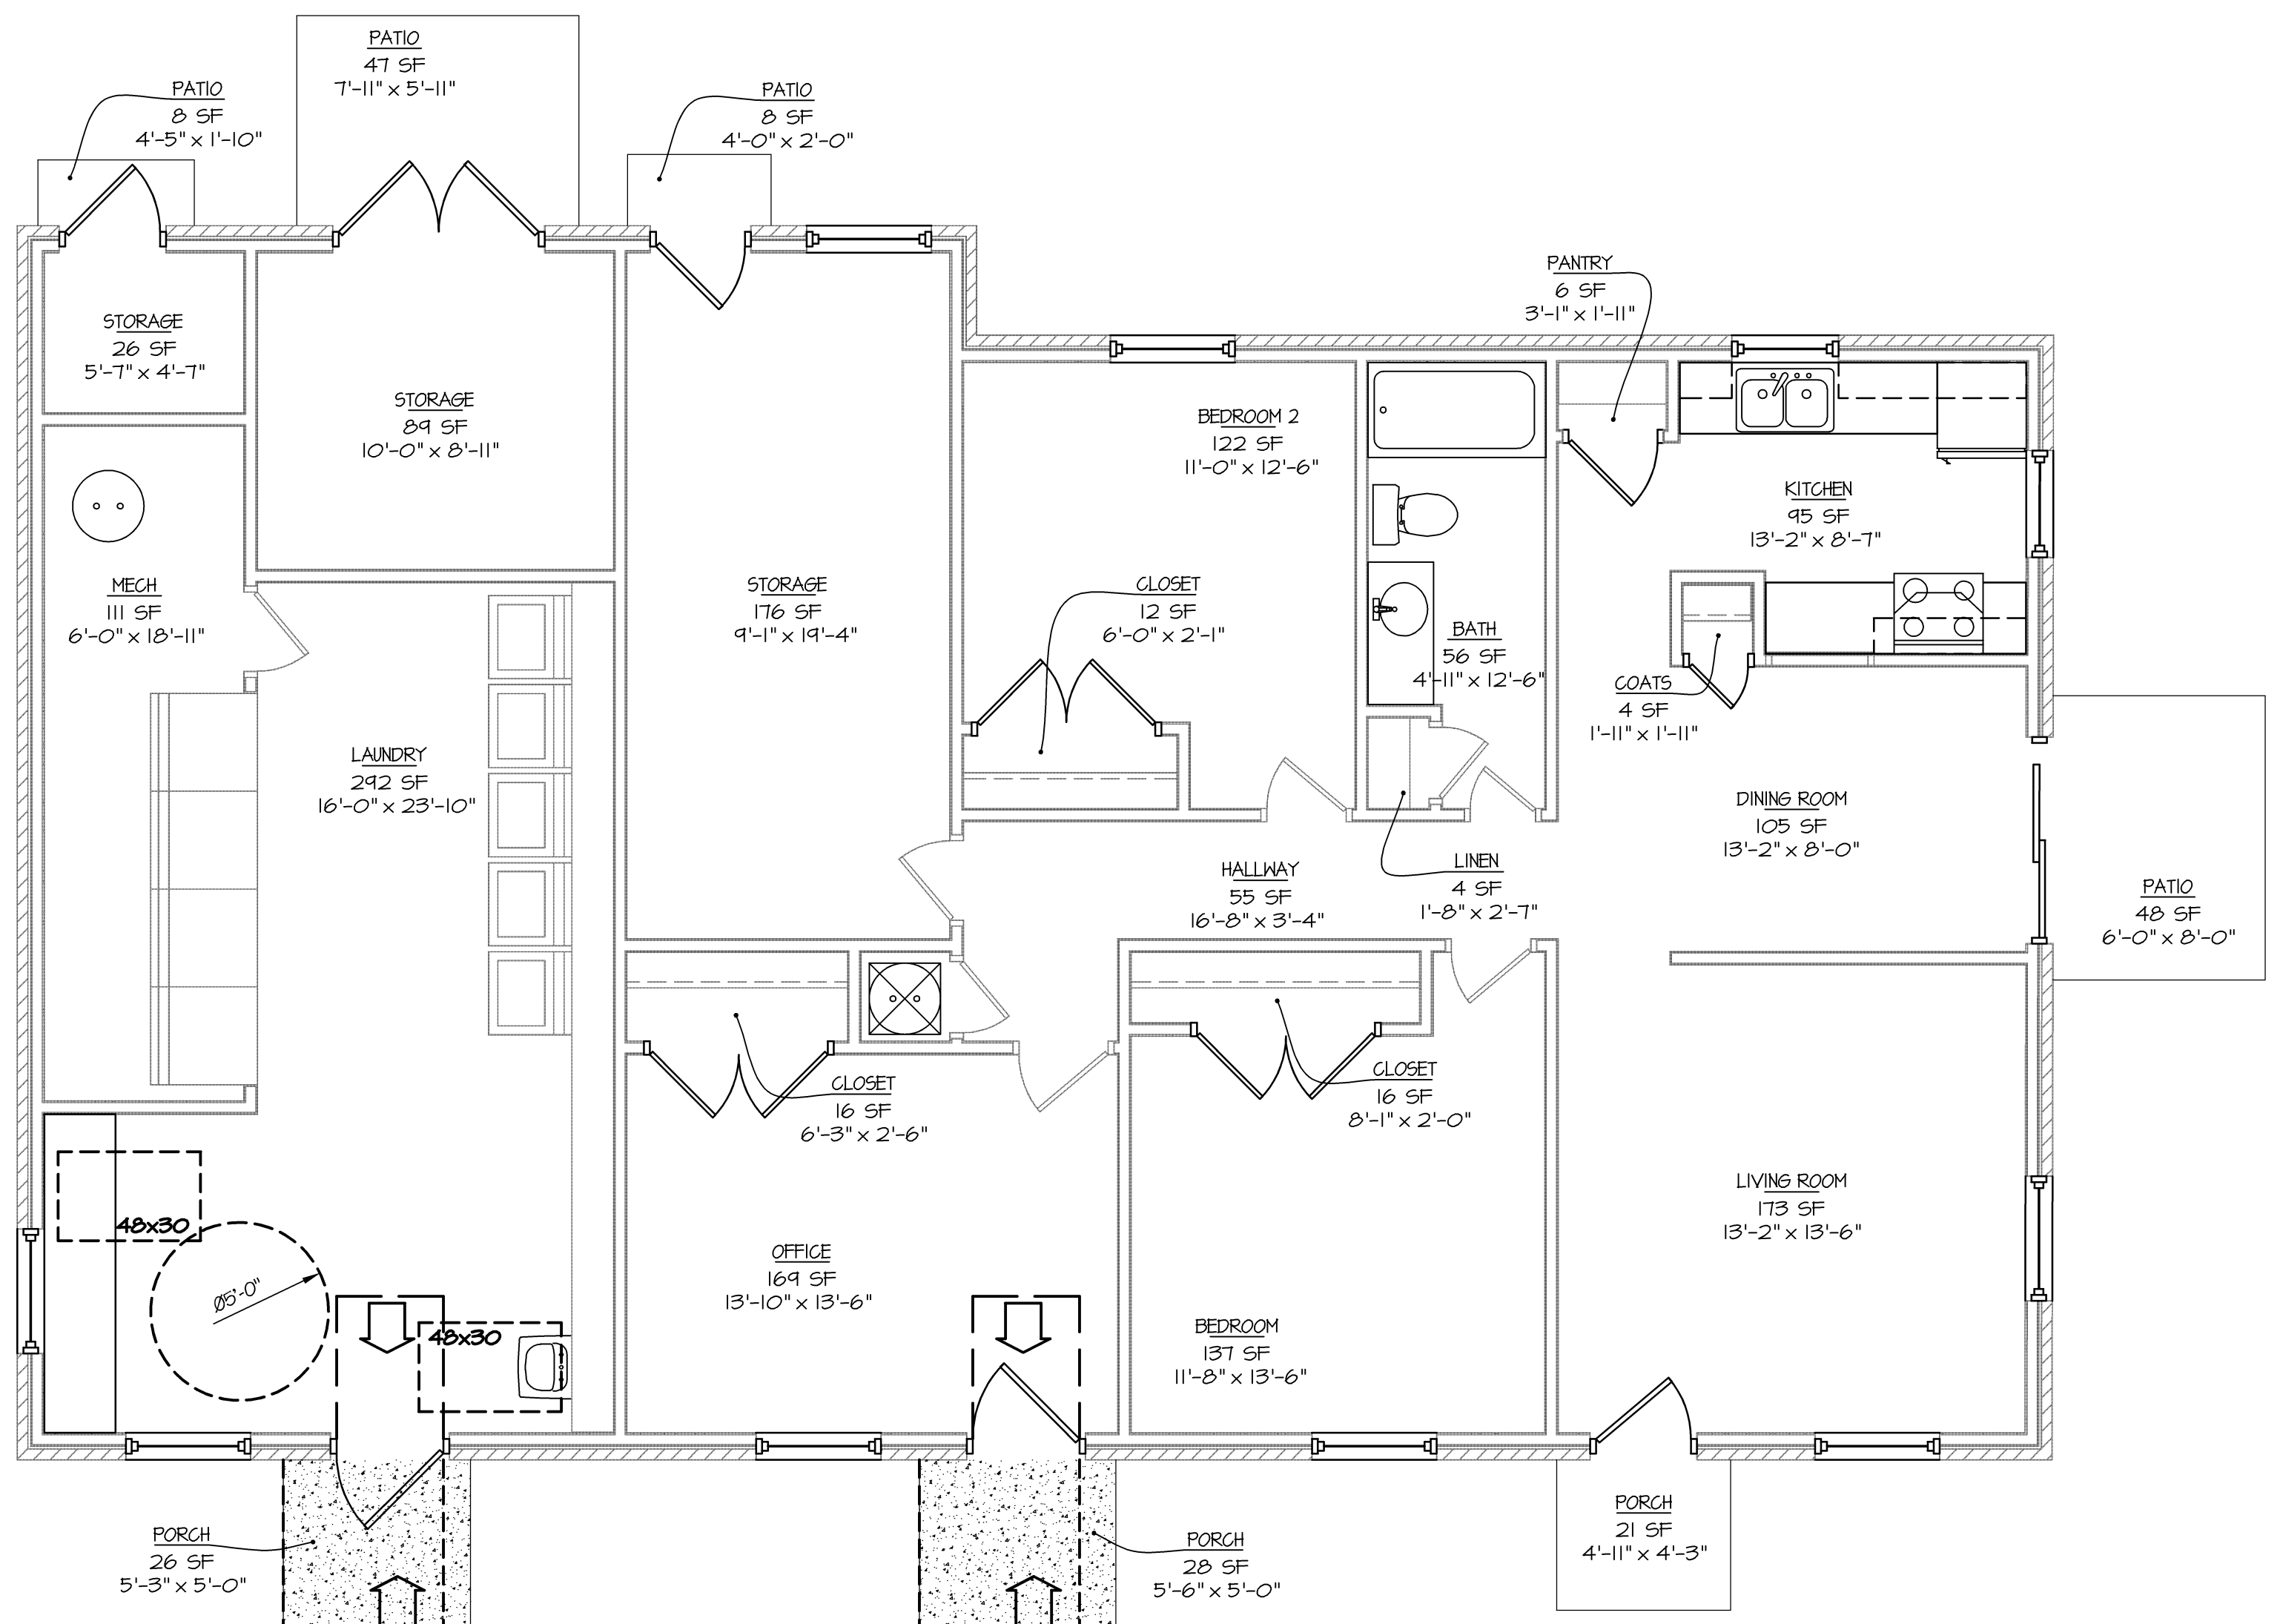 PATIO
47 SF
7'-11" x 5'-11"
PATIO
8 SF
4'-5" x 1'-10"
PATIO
8 SF
4'-0" x 2'-0"
PANTRY
6 SF
3'-1" x 1'-11"
STORAGE
26 SF
5'-7" x 4'-7"
STORAGE
89 SF
10'-0" x 8'-11"
BEDROOM 2
122 SF
11'-0" x 12'-6"
KITCHEN
95 SF
13'-2" x 8'-7"
MECH
111 SF
6'-0" x 18'-11"
STORAGE
176 SF
9'-1" x 19'-4"
CLOSET
12 SF
6'-0" x 2'-1"
BATH
56 SF
4'-11" x 12'-6"
COATS
4 SF
1'-11" x 1'-11"
LAUNDRY
292 SF
16'-0" x 23'-10"
DINING ROOM
105 SF
13'-2" x 8'-0"
HALLWAY
55 SF
16'-8" x 3'-4"
LINEN
4 SF
1'-8" x 2'-7"
PATIO
48 SF
6'-0" x 8'-0"
CLOSET
16 SF
6'-3" x 2'-6"
CLOSET
16 SF
8'-1" x 2'-0"
48x30
LIVING ROOM
173 SF
13'-2" x 13'-6"
OFFICE
169 SF
13'-10" x 13'-6"
Ø5'-0"
48x30
BEDROOM
137 SF
11'-8" x 13'-6"
PORCH
26 SF
5'-3" x 5'-0"
PORCH
28 SF
5'-6" x 5'-0"
PORCH
21 SF
4'-11" x 4'-3"